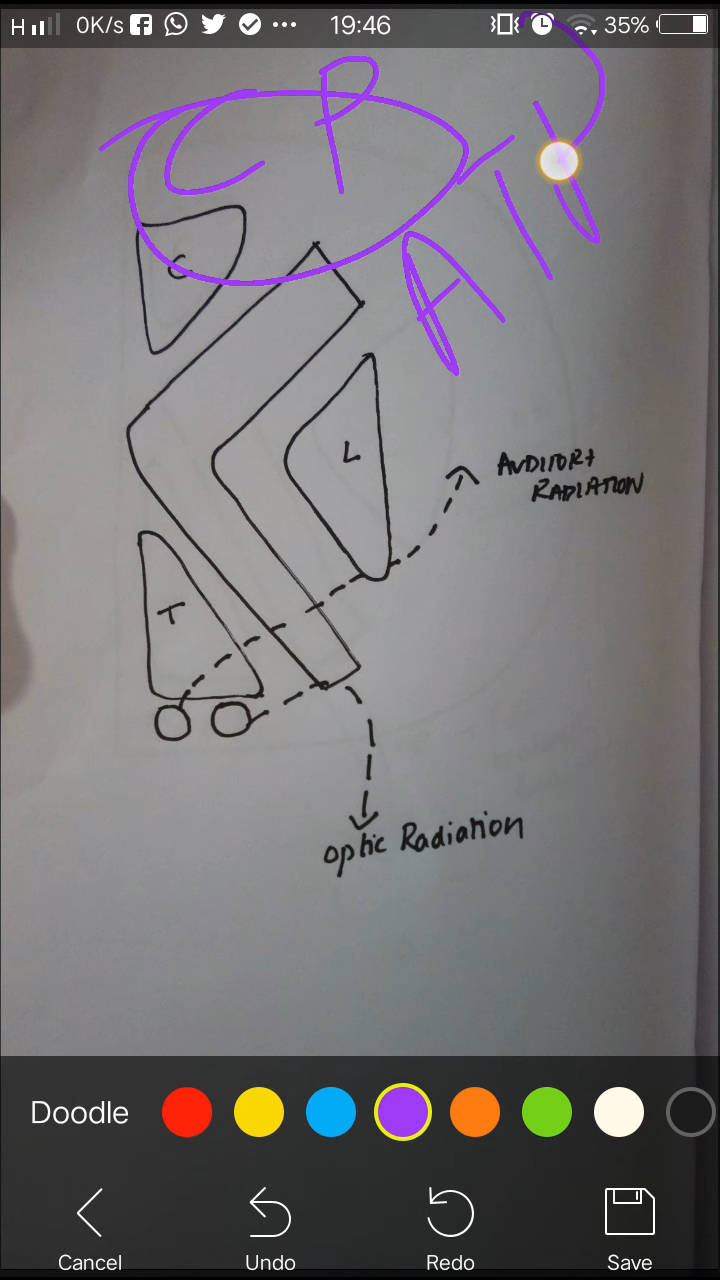 H 0K/s 19:46 35%
CP
C
L
AUDITORY
RADIATION
T
optic Radiation
Doodle
Cancel Undo Redo Save